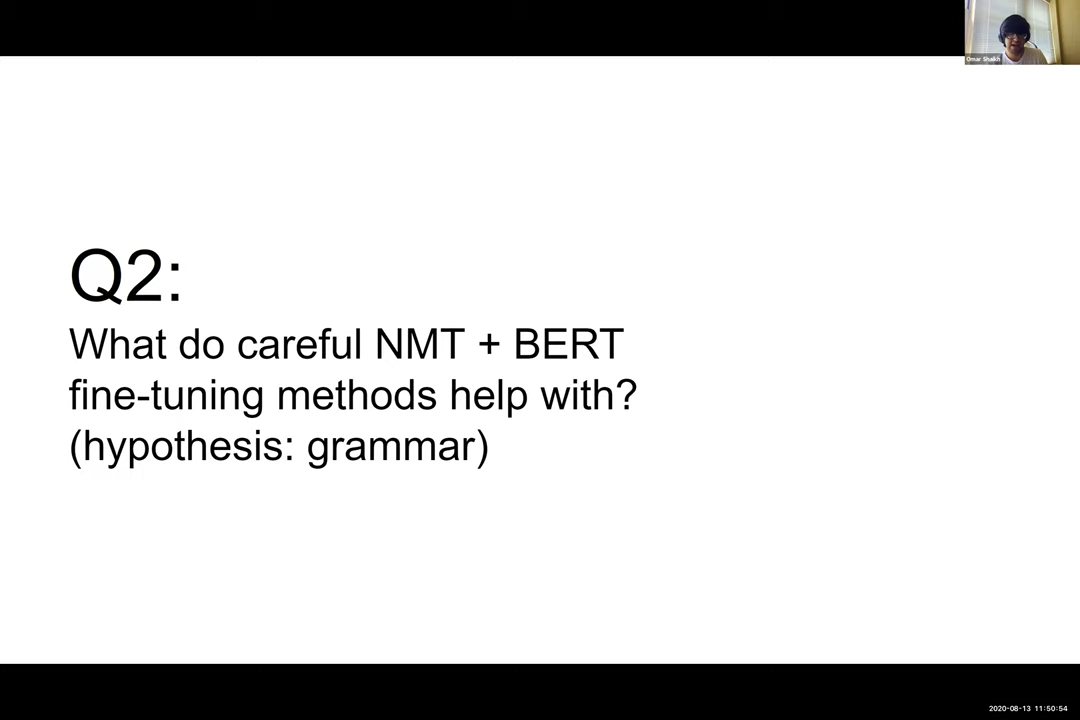 Omar Shaikh
Q2:
What do careful NMT + BERT
fine-tuning methods help with?
(hypothesis: grammar)
2020-08-13 11:50:54